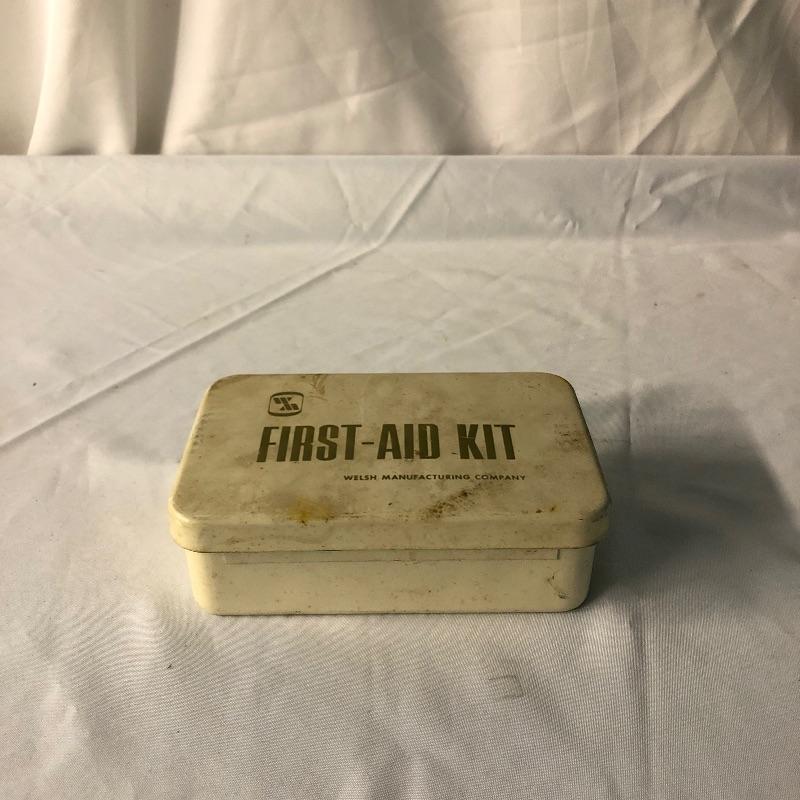 FIRST-AID KIT
WELSH MANUFACTURING COMPANY